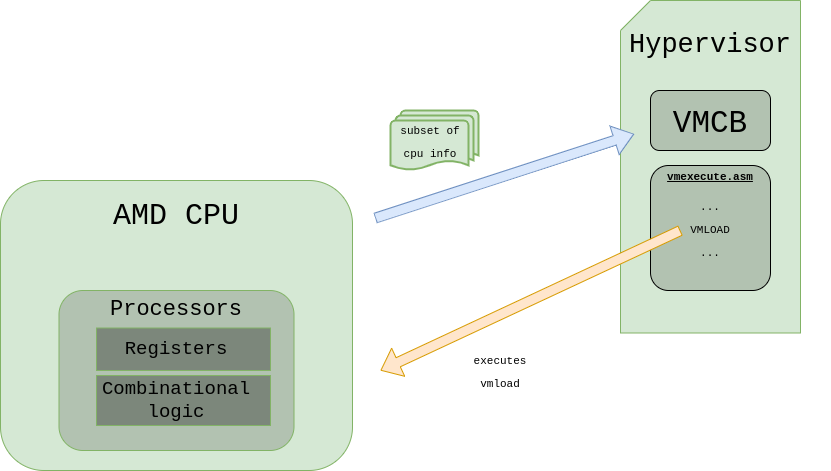 Hypervisor
VMCB
vmexecute.asm
...
VMLOAD
...
subset of
cpu info
AMD CPU
Processors
Registers
Combinational
logic
executes
vmload